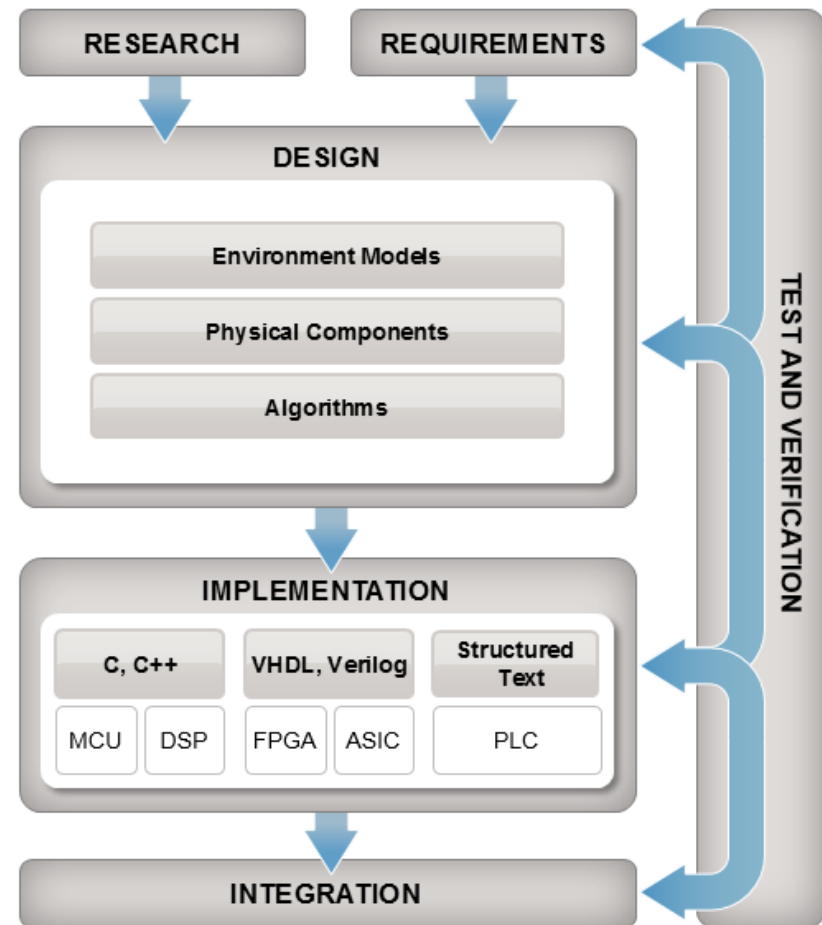 RESEARCH
REQUIREMENTS
DESIGN
Environment Models
Physical Components
Algorithms
TEST AND VERIFICATION
IMPLEMENTATION
C, C++
VHDL, Verilog
Structured
Text
MCU
DSP
FPGA
ASIC
PLC
INTEGRATION